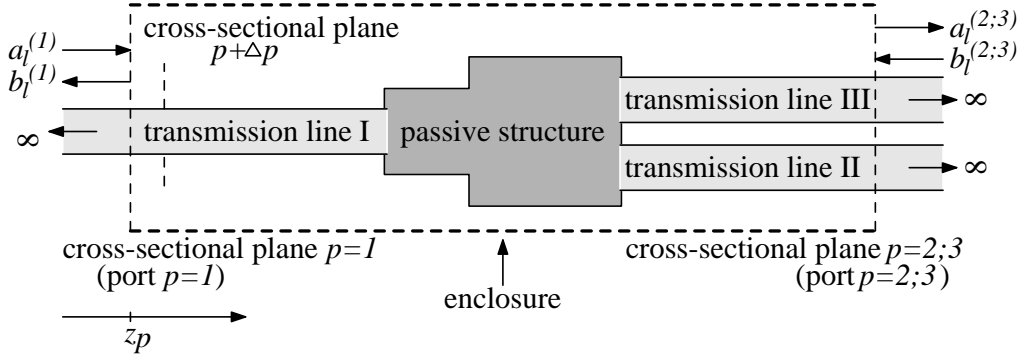 cross-sectional plane
p+Δp
a_l^(1)
b_l^(1)
a_l^(2;3)
b_l^(2;3)
transmission line III
∞
∞
transmission line I
passive structure
transmission line II
∞
cross-sectional plane p=1
(port p=1)
cross-sectional plane p=2;3
(port p=2;3)
enclosure
z_p